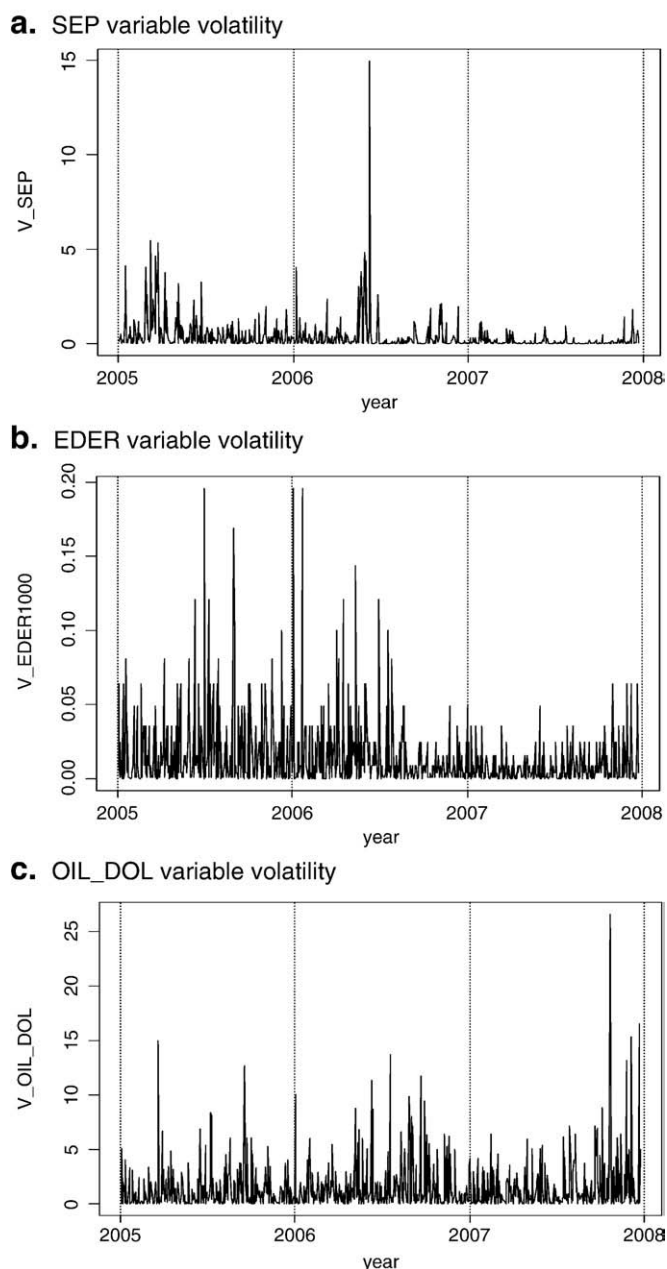 a. SEP variable volatility
V_SEP
15
10
5
0
2005 2006 2007 2008
year
b. EDER variable volatility
V_EDER1000
0.20
0.15
0.10
0.05
0.00
2005 2006 2007 2008
year
c. OIL_DOL variable volatility
V_OIL_DOL
25
20
15
10
5
0
2005 2006 2007 2008
year